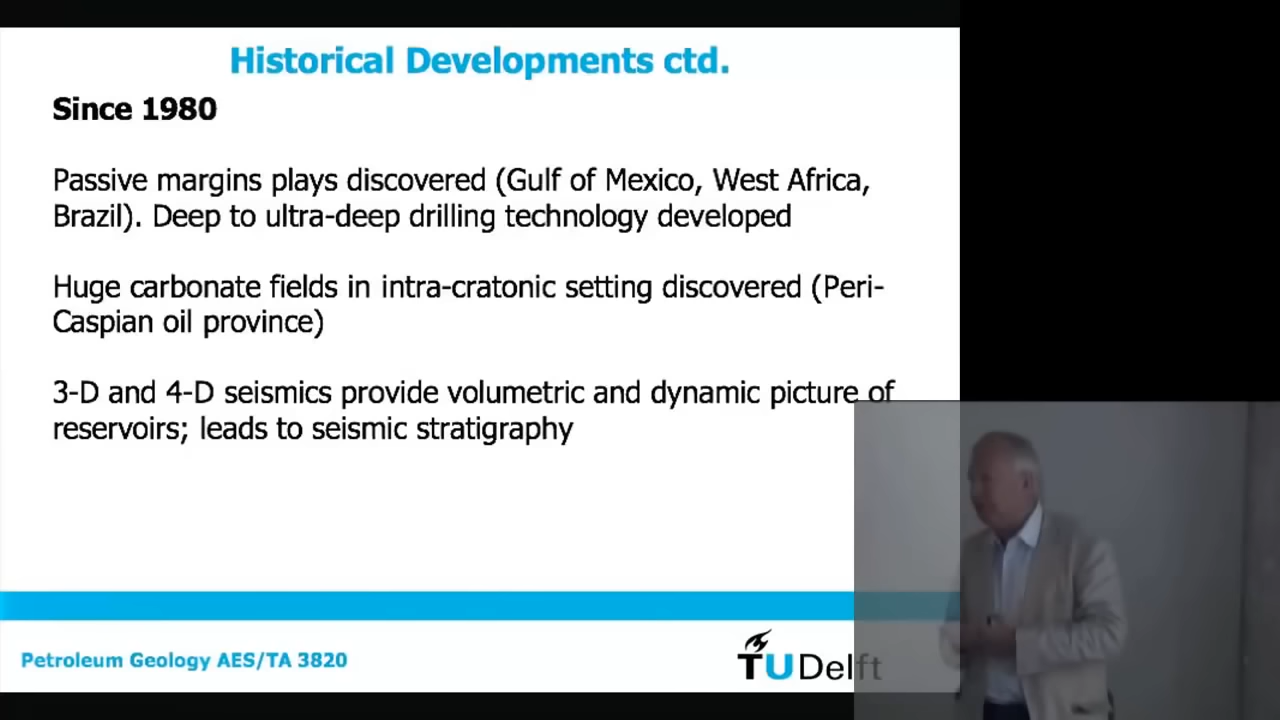 Historical Developments ctd.
Since 1980
Passive margins plays discovered (Gulf of Mexico, West Africa,
Brazil). Deep to ultra-deep drilling technology developed
Huge carbonate fields in intra-cratonic setting discovered (Peri-
Caspian oil province)
3-D and 4-D seismics provide volumetric and dynamic picture of
reservoirs; leads to seismic stratigraphy
Petroleum Geology AES/TA 3820
TU Delft